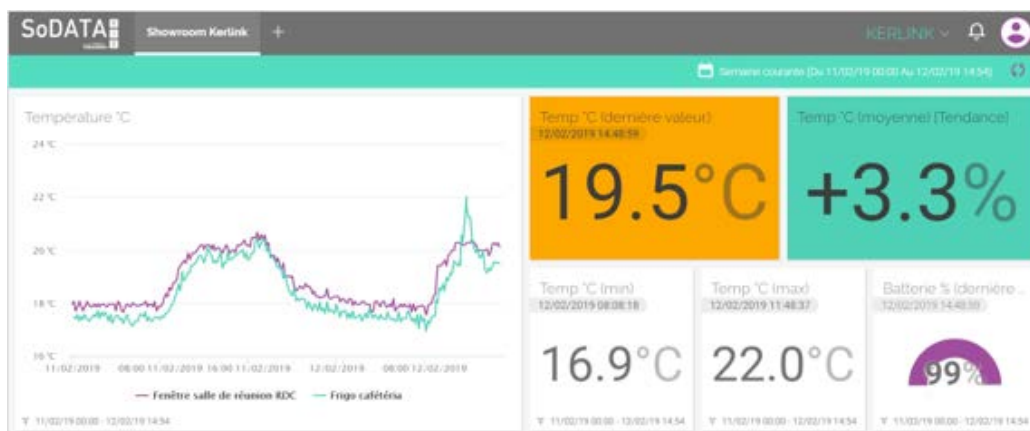 SoDATA
Showroom Kerlink +
KERLINK
Semaine courante (Du 11/02/19 00:00 Au 12/02/19 14:54)
Température °C
24 °C
22 °C
20 °C
18 °C
16 °C
11/02/2019 08:00 11/02/2019 16:00 11/02/2019 12/02/2019 08:00 12/02/2019
Fenêtre salle de réunion RDC Frigo cafétéria
11/02/19 00:00 - 12/02/19 14:54
Temp °C (dernière valeur)
12/02/2019 14:48:59
19.5°C
Temp °C (moyenne) [Tendance]
+3.3%
Temp °C (min)
12/02/2019 08:08:18
16.9°C
11/02/19 00:00 - 12/02/19 14:54
Temp °C (max)
12/02/2019 11:48:37
22.0°C
11/02/19 00:00 - 12/02/19 14:54
Batterie % (dernière ...
12/02/2019 14:48:59
99%
11/02/19 00:00 - 12/02/19 14:54